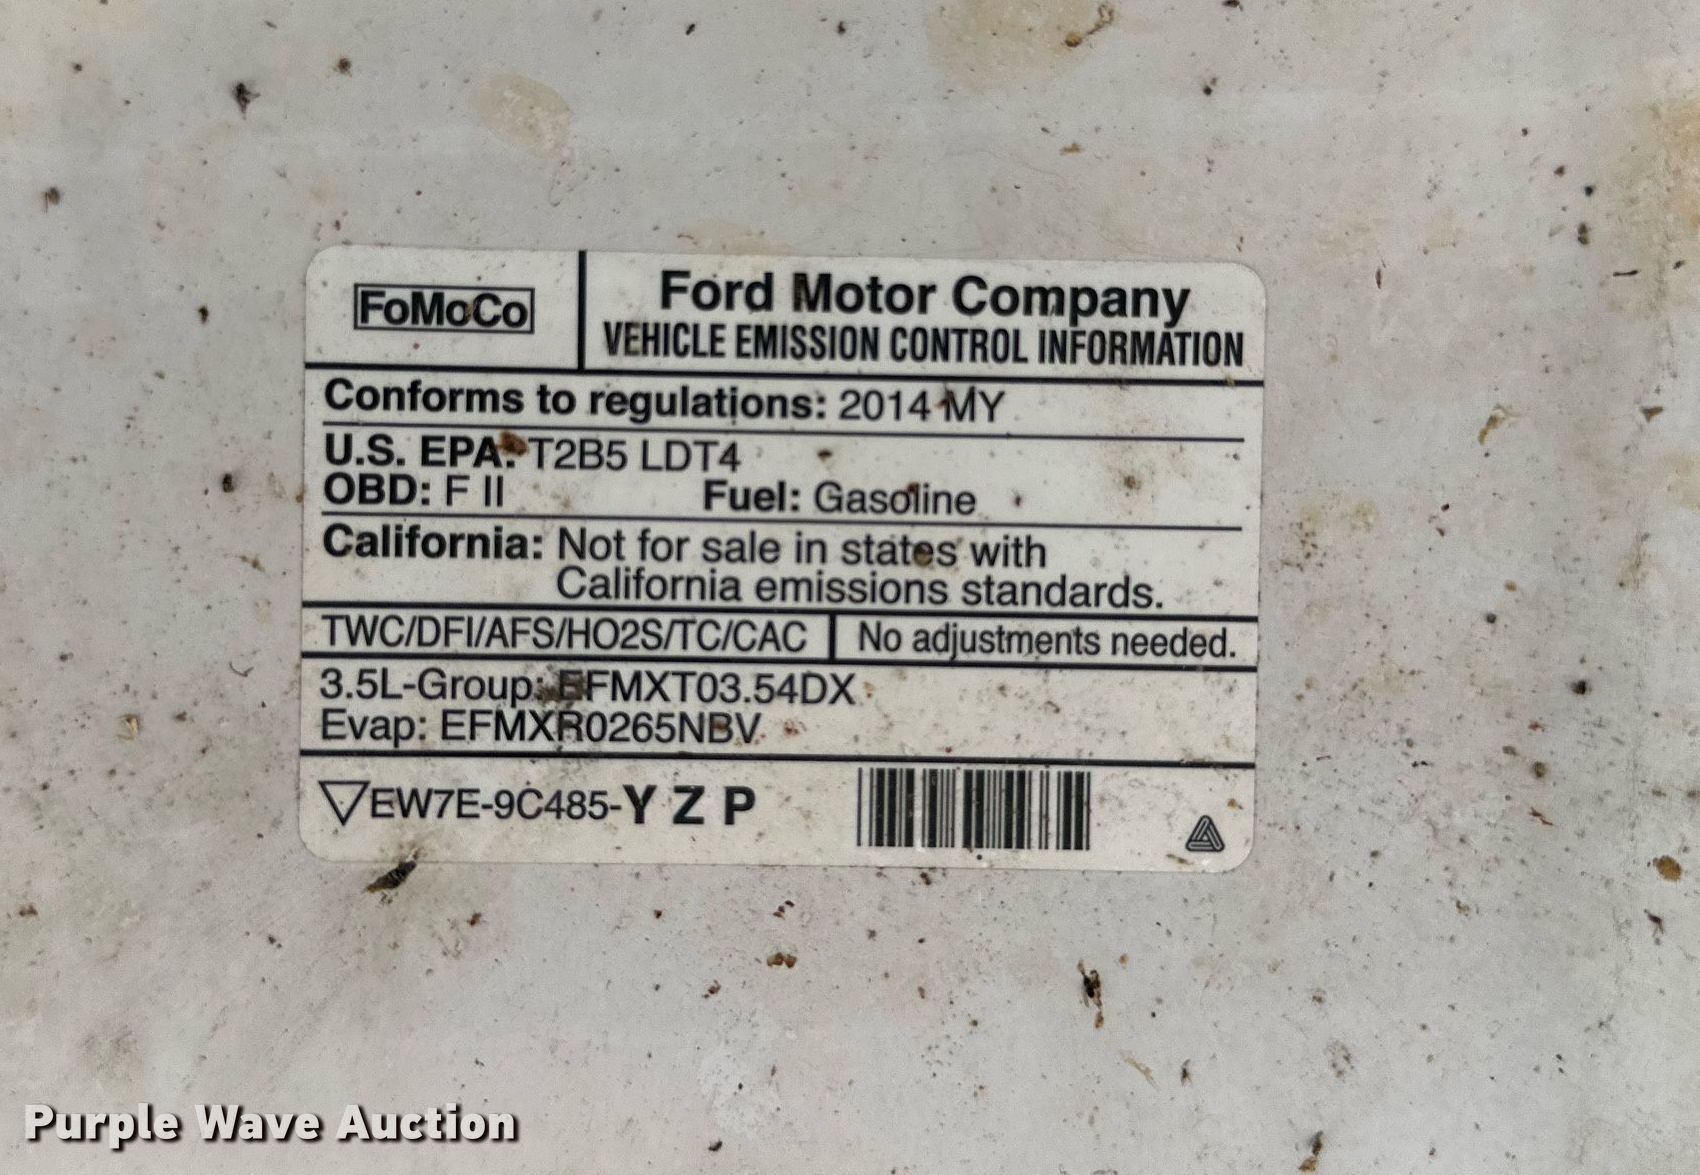 FoMoCo
Ford Motor Company
VEHICLE EMISSION CONTROL INFORMATION
Conforms to regulations: 2014 MY
U.S. EPA: T2B5 LDT4
OBD: F II Fuel: Gasoline
California: Not for sale in states with
California emissions standards.
TWC/DFI/AFS/HO2S/TC/CAC No adjustments needed.
3.5L-Group: EFMXT03.54DX
Evap: EFMXR0265NBV
EW7E-9C485-Y Z P
Purple Wave Auction